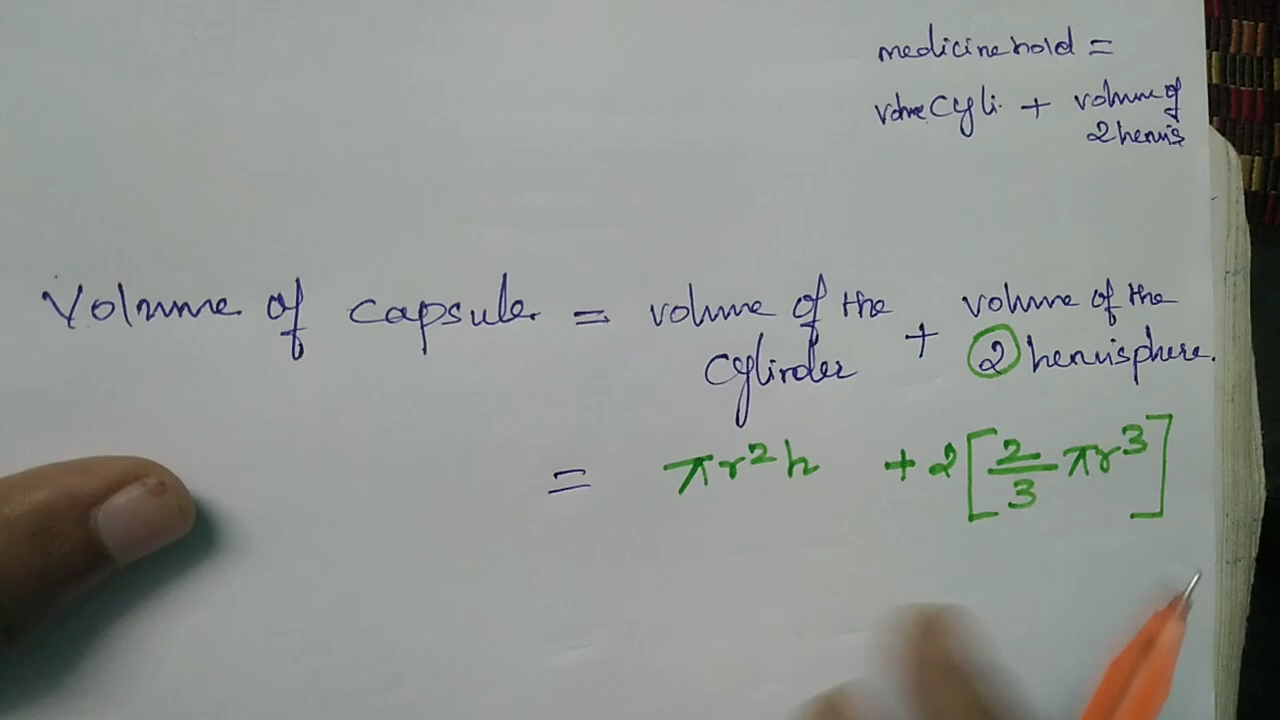 medicine hold =
volme Cyli. + volume of
2 hemis
Volume of capsule = volume of the + volume of the
cylinder 2 hemisphere.
= πr²h + 2[2/3 πr³]